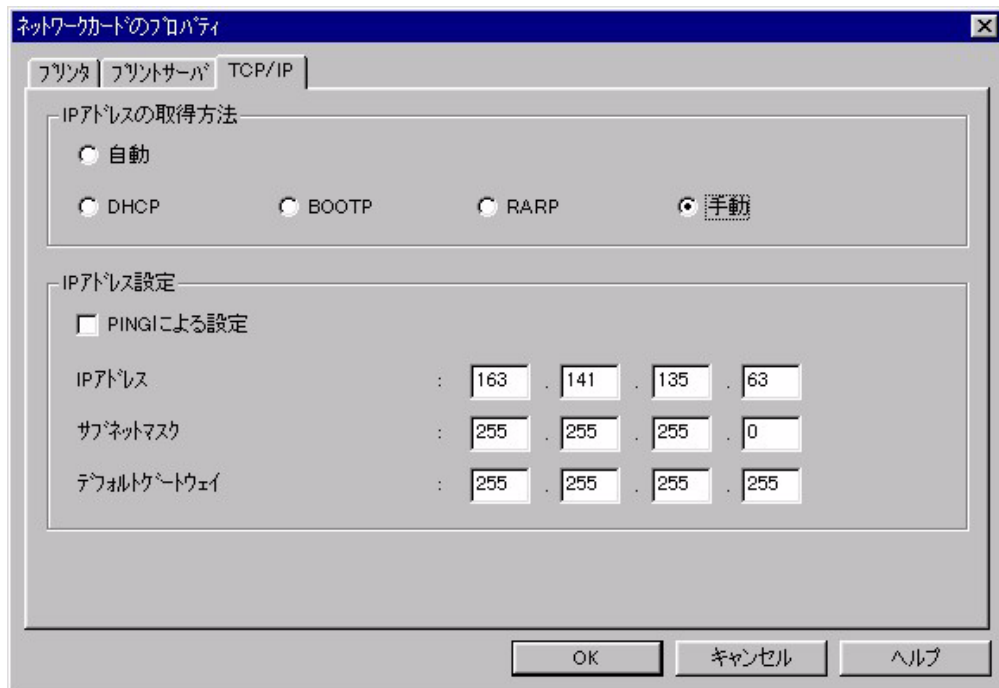 ネットワークカードのプロパティ
プリンタ プリントサーバ TCP/IP
IPアドレスの取得方法
自動
DHCP BOOTP RARP 手動
IPアドレス設定
PINGによる設定
IPアドレス : 163 . 141 . 135 . 63
サブネットマスク : 255 . 255 . 255 . 0
デフォルトゲートウェイ : 255 . 255 . 255 . 255
OK キャンセル ヘルプ